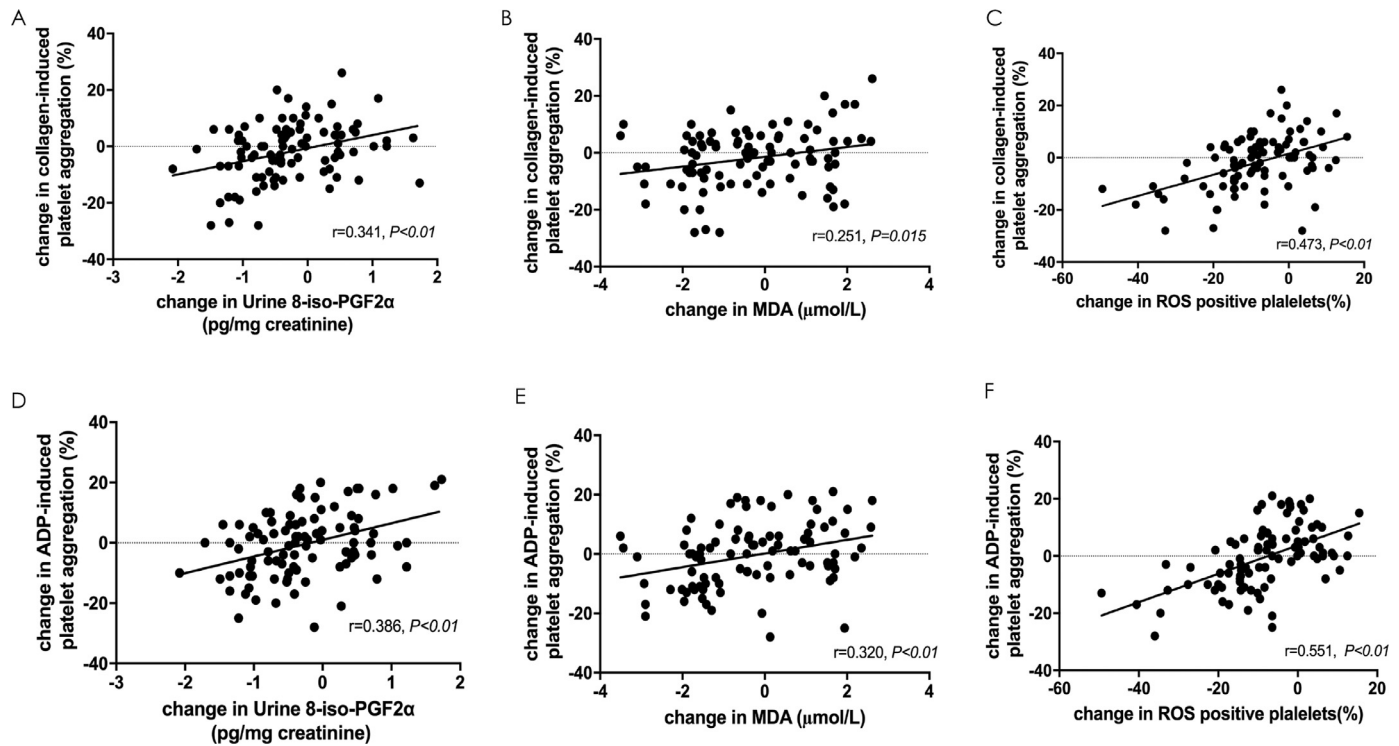 A
change in collagen-induced
platelet aggregation (%)
40
20
0
-20
-40
r=0.341, P<0.01
-3
-2
-1
0
1
2
change in Urine 8-iso-PGF2α
(pg/mg creatinine)
B
change in collagen-induced
platelet aggregation (%)
40
20
0
-20
-40
r=0.251, P=0.015
-4
-2
0
2
4
change in MDA (μmol/L)
C
change in collagen-induced
platelet aggregation (%)
40
20
0
-20
-40
r=0.473, P<0.01
-60
-40
-20
0
20
change in ROS positive platelets(%)
D
change in ADP-induced
platelet aggregation (%)
40
20
0
-20
-40
r=0.386, P<0.01
-3
-2
-1
0
1
2
change in Urine 8-iso-PGF2α
(pg/mg creatinine)
E
change in ADP-induced
platelet aggregation (%)
40
20
0
-20
-40
r=0.320, P<0.01
-4
-2
0
2
4
change in MDA (μmol/L)
F
change in ADP-induced
platelet aggregation (%)
40
20
0
-20
-40
r=0.551, P<0.01
-60
-40
-20
0
20
change in ROS positive platelets(%)